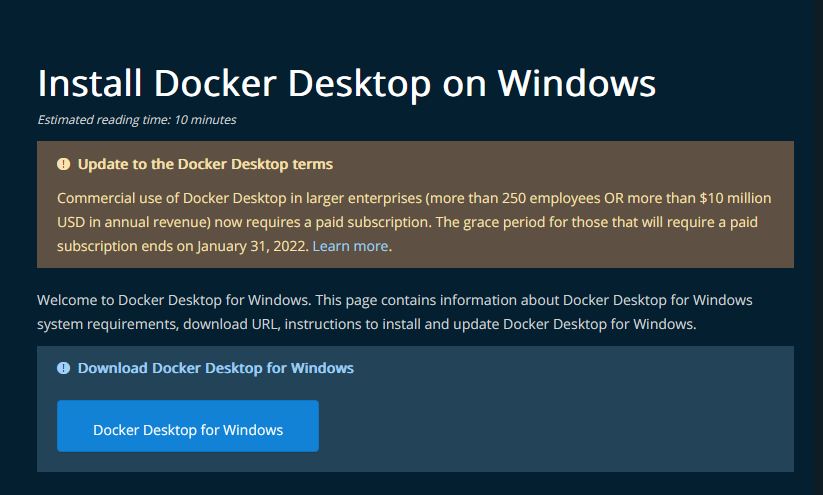 Install Docker Desktop on Windows
Estimated reading time: 10 minutes
Update to the Docker Desktop terms
Commercial use of Docker Desktop in larger enterprises (more than 250 employees OR more than $10 million
USD in annual revenue) now requires a paid subscription. The grace period for those that will require a paid
subscription ends on January 31, 2022. Learn more.
Welcome to Docker Desktop for Windows. This page contains information about Docker Desktop for Windows
system requirements, download URL, instructions to install and update Docker Desktop for Windows.
Download Docker Desktop for Windows
Docker Desktop for Windows